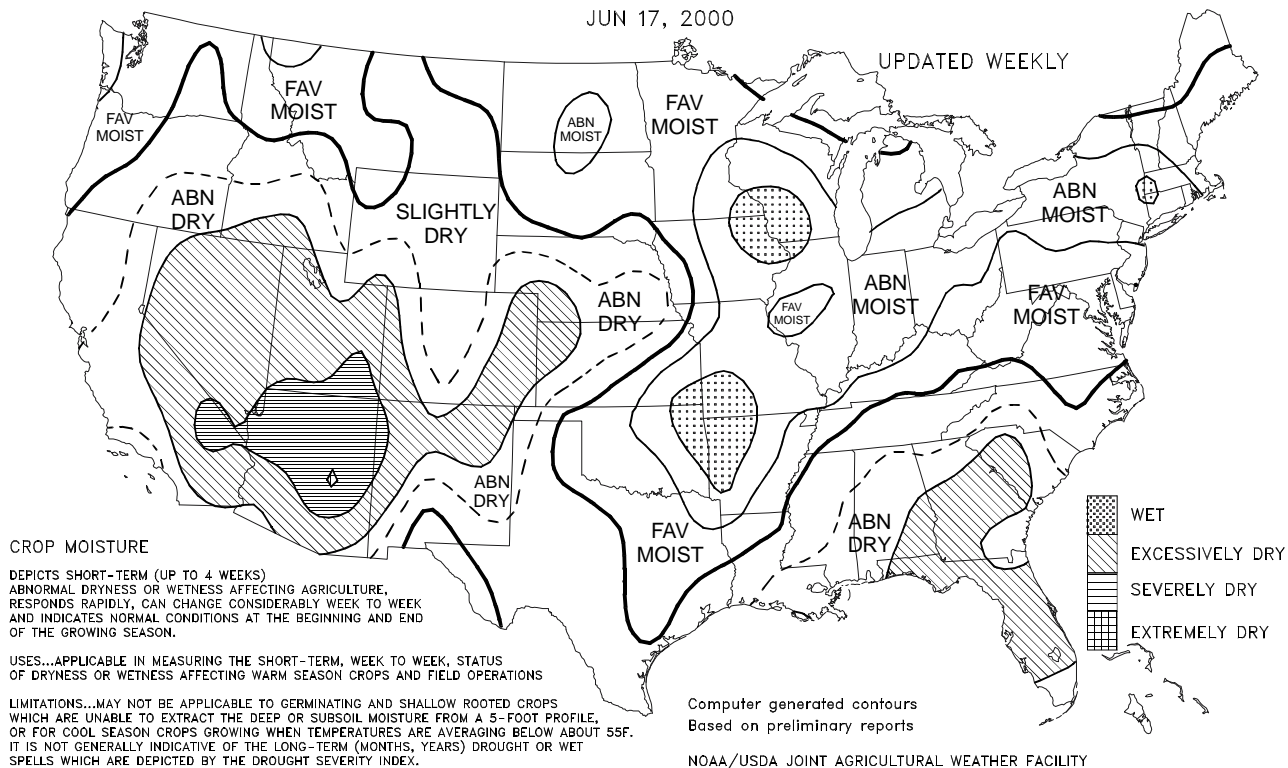 JUN 17, 2000
UPDATED WEEKLY
FAV
MOIST
FAV
MOIST
ABN
MOIST
FAV
MOIST
ABN
DRY
SLIGHTLY
DRY
ABN
MOIST
ABN
DRY
FAV
MOIST
ABN
MOIST
FAV
MOIST
ABN
DRY
FAV
MOIST
ABN
DRY
WET
EXCESSIVELY DRY
SEVERELY DRY
EXTREMELY DRY
CROP MOISTURE
DEPICTS SHORT-TERM (UP TO 4 WEEKS)
ABNORMAL DRYNESS OR WETNESS AFFECTING AGRICULTURE,
RESPONDS RAPIDLY, CAN CHANGE CONSIDERABLY WEEK TO WEEK
AND INDICATES NORMAL CONDITIONS AT THE BEGINNING AND END
OF THE GROWING SEASON.
USES...APPLICABLE IN MEASURING THE SHORT-TERM, WEEK TO WEEK, STATUS
OF DRYNESS OR WETNESS AFFECTING WARM SEASON CROPS AND FIELD OPERATIONS
LIMITATIONS...MAY NOT BE APPLICABLE TO GERMINATING AND SHALLOW ROOTED CROPS
WHICH ARE UNABLE TO EXTRACT THE DEEP OR SUBSOIL MOISTURE FROM A 5-FOOT PROFILE,
OR FOR COOL SEASON CROPS GROWING WHEN TEMPERATURES ARE AVERAGING BELOW ABOUT 55F.
IT IS NOT GENERALLY INDICATIVE OF THE LONG-TERM (MONTHS, YEARS) DROUGHT OR WET
SPELLS WHICH ARE DEPICTED BY THE DROUGHT SEVERITY INDEX.
Computer generated contours
Based on preliminary reports
NOAA/USDA JOINT AGRICULTURAL WEATHER FACILITY